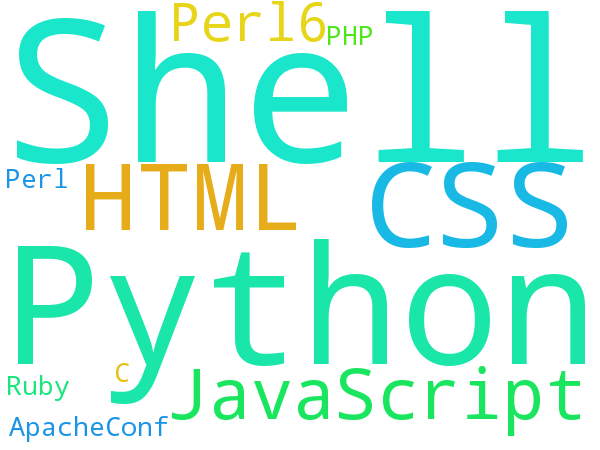 Perl6
PHP
Shell
Perl
HTML
CSS
Python
C
Ruby
JavaScript
ApacheConf